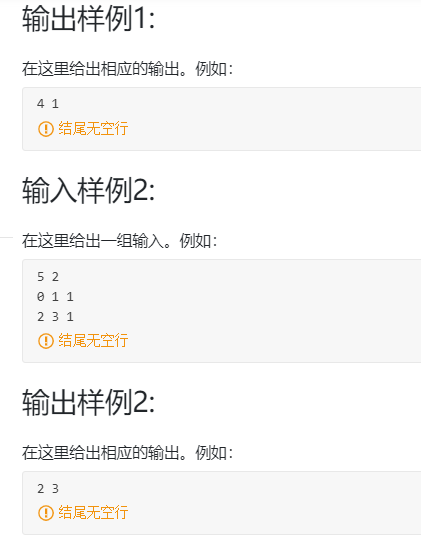 输出样例1:
在这里给出相应的输出。例如：
4 1
结尾无空行
输入样例2:
在这里给出一组输入。例如：
5 2
0 1 1
2 3 1
结尾无空行
输出样例2:
在这里给出相应的输出。例如：
2 3
结尾无空行